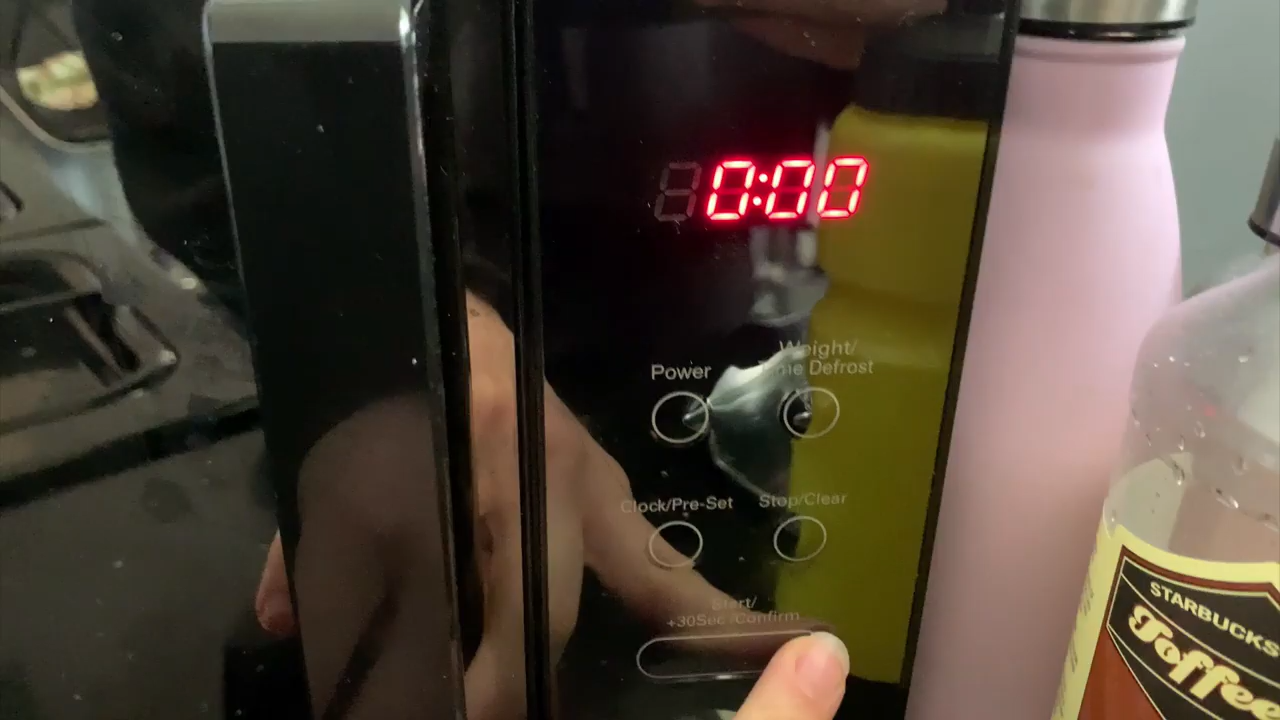 0:00
Power
Weight/
Time Defrost
Clock/Pre-Set
Stop/Clear
Start/
+30Sec./Confirm
STARBUCKS
Toffee